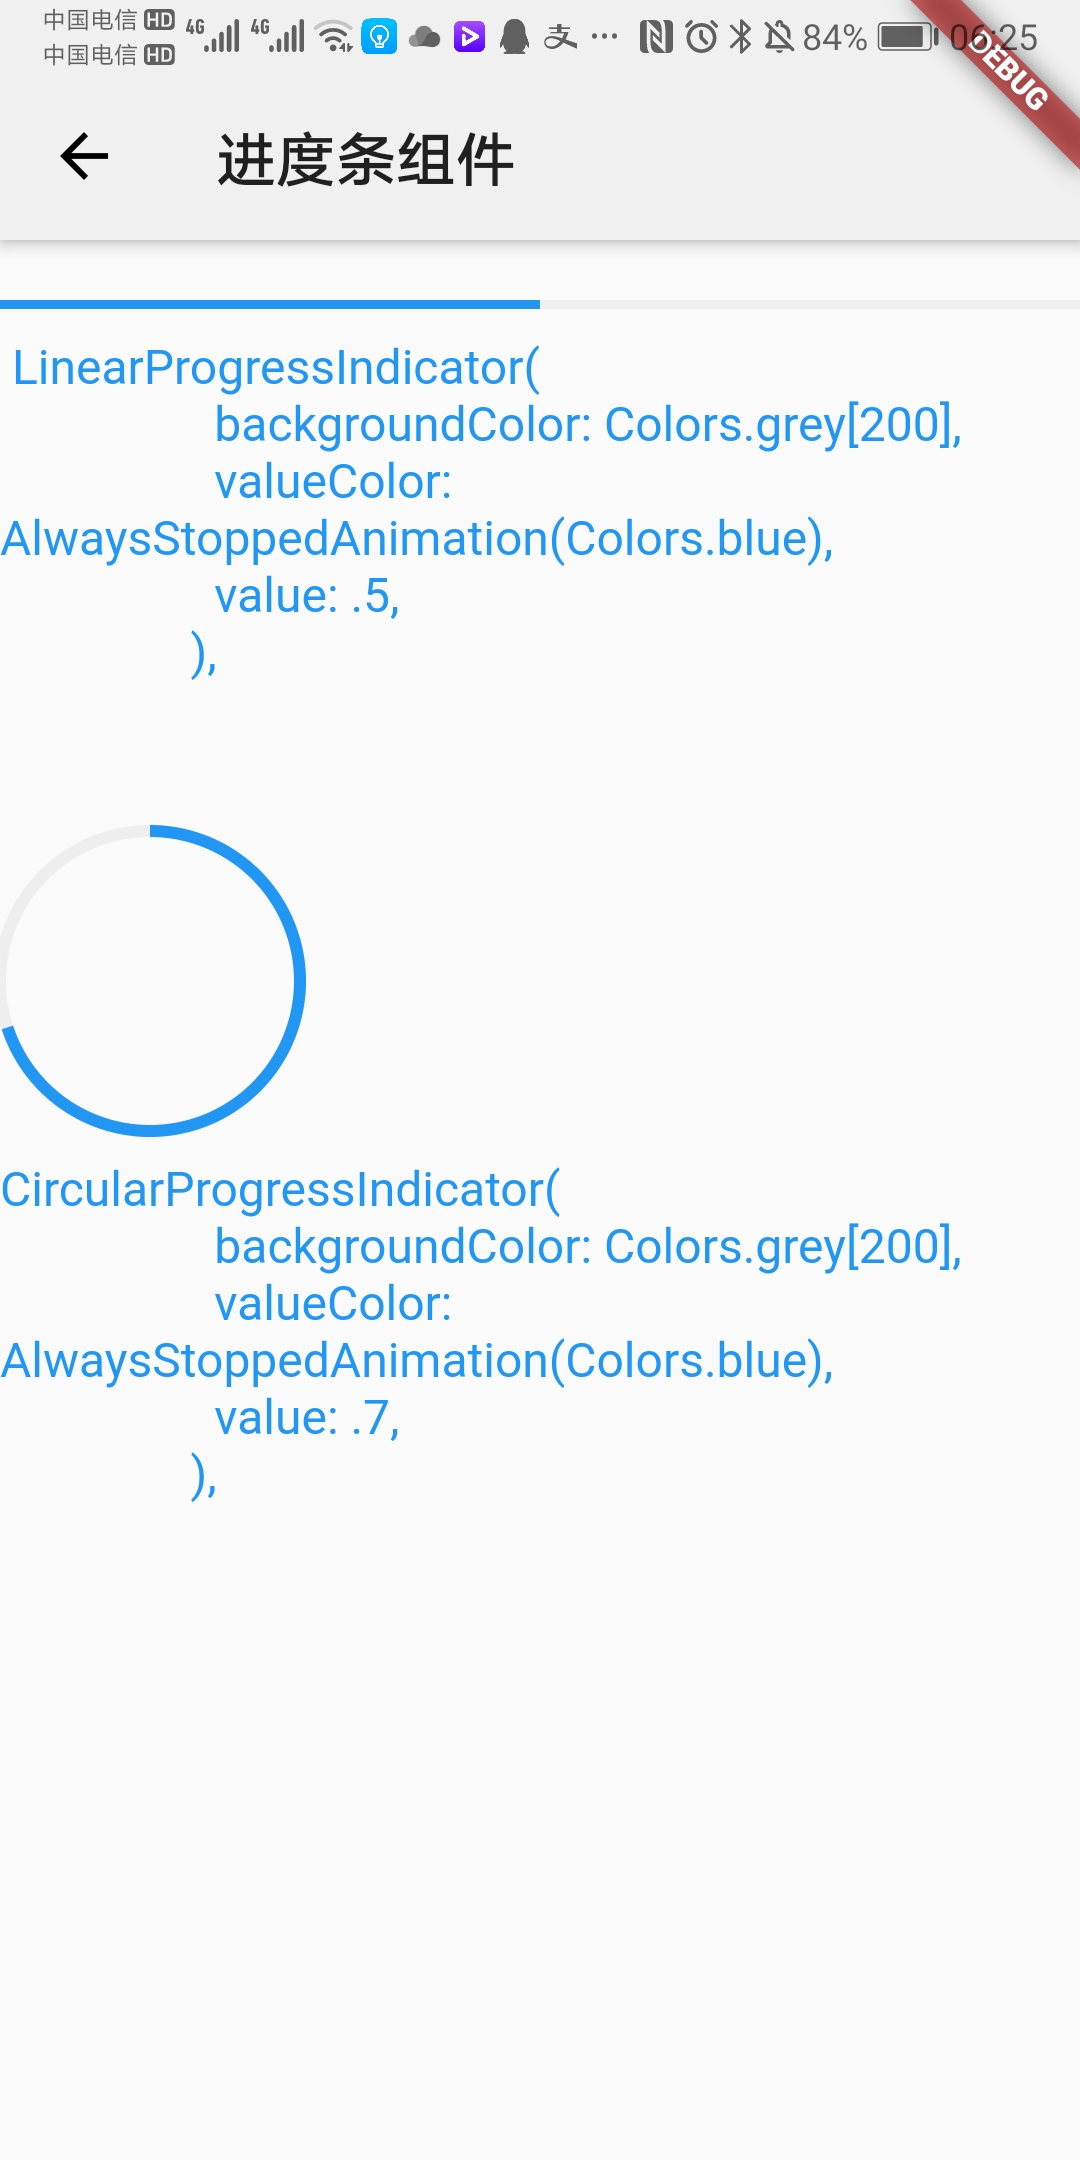 中国电信 HD 4G 4G 支 ... N 84% 06:25
中国电信 HD
DEBUG
进度条组件
LinearProgressIndicator(
backgroundColor: Colors.grey[200],
valueColor:
AlwaysStoppedAnimation(Colors.blue),
value: .5,
),
CircularProgressIndicator(
backgroundColor: Colors.grey[200],
valueColor:
AlwaysStoppedAnimation(Colors.blue),
value: .7,
),